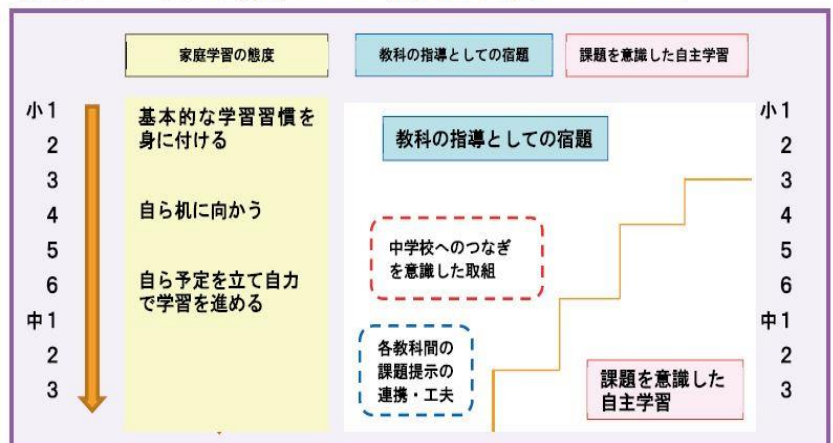 家庭学習の態度
教科の指導としての宿題
課題を意識した自主学習
小1
2
3
4
5
6
中1
2
3
基本的な学習習慣を
身に付ける
自ら机に向かう
自ら予定を立て自力
で学習を進める
教科の指導としての宿題
中学校へのつなぎ
を意識した取組
各教科間の
課題提示の
連携・工夫
課題を意識した
自主学習
小1
2
3
4
5
6
中1
2
3